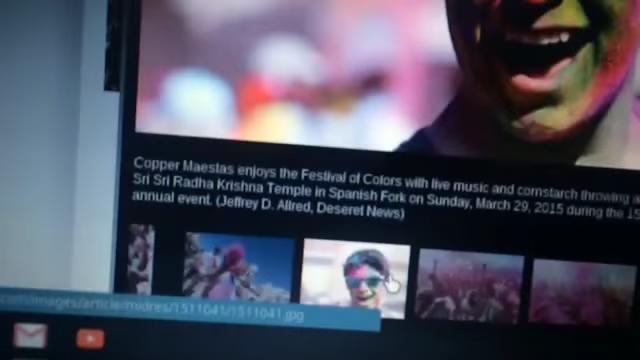 Copper Maestas enjoys the Festival of Colors with live music and cornstarch throwing
Sri Sri Radha Krishna Temple in Spanish Fork on Sunday, March 29, 2015 during the 15
annual event. (Jeffrey D. Allred, Deseret News)
.com/images/article/midres/1511041/1511041.jpg